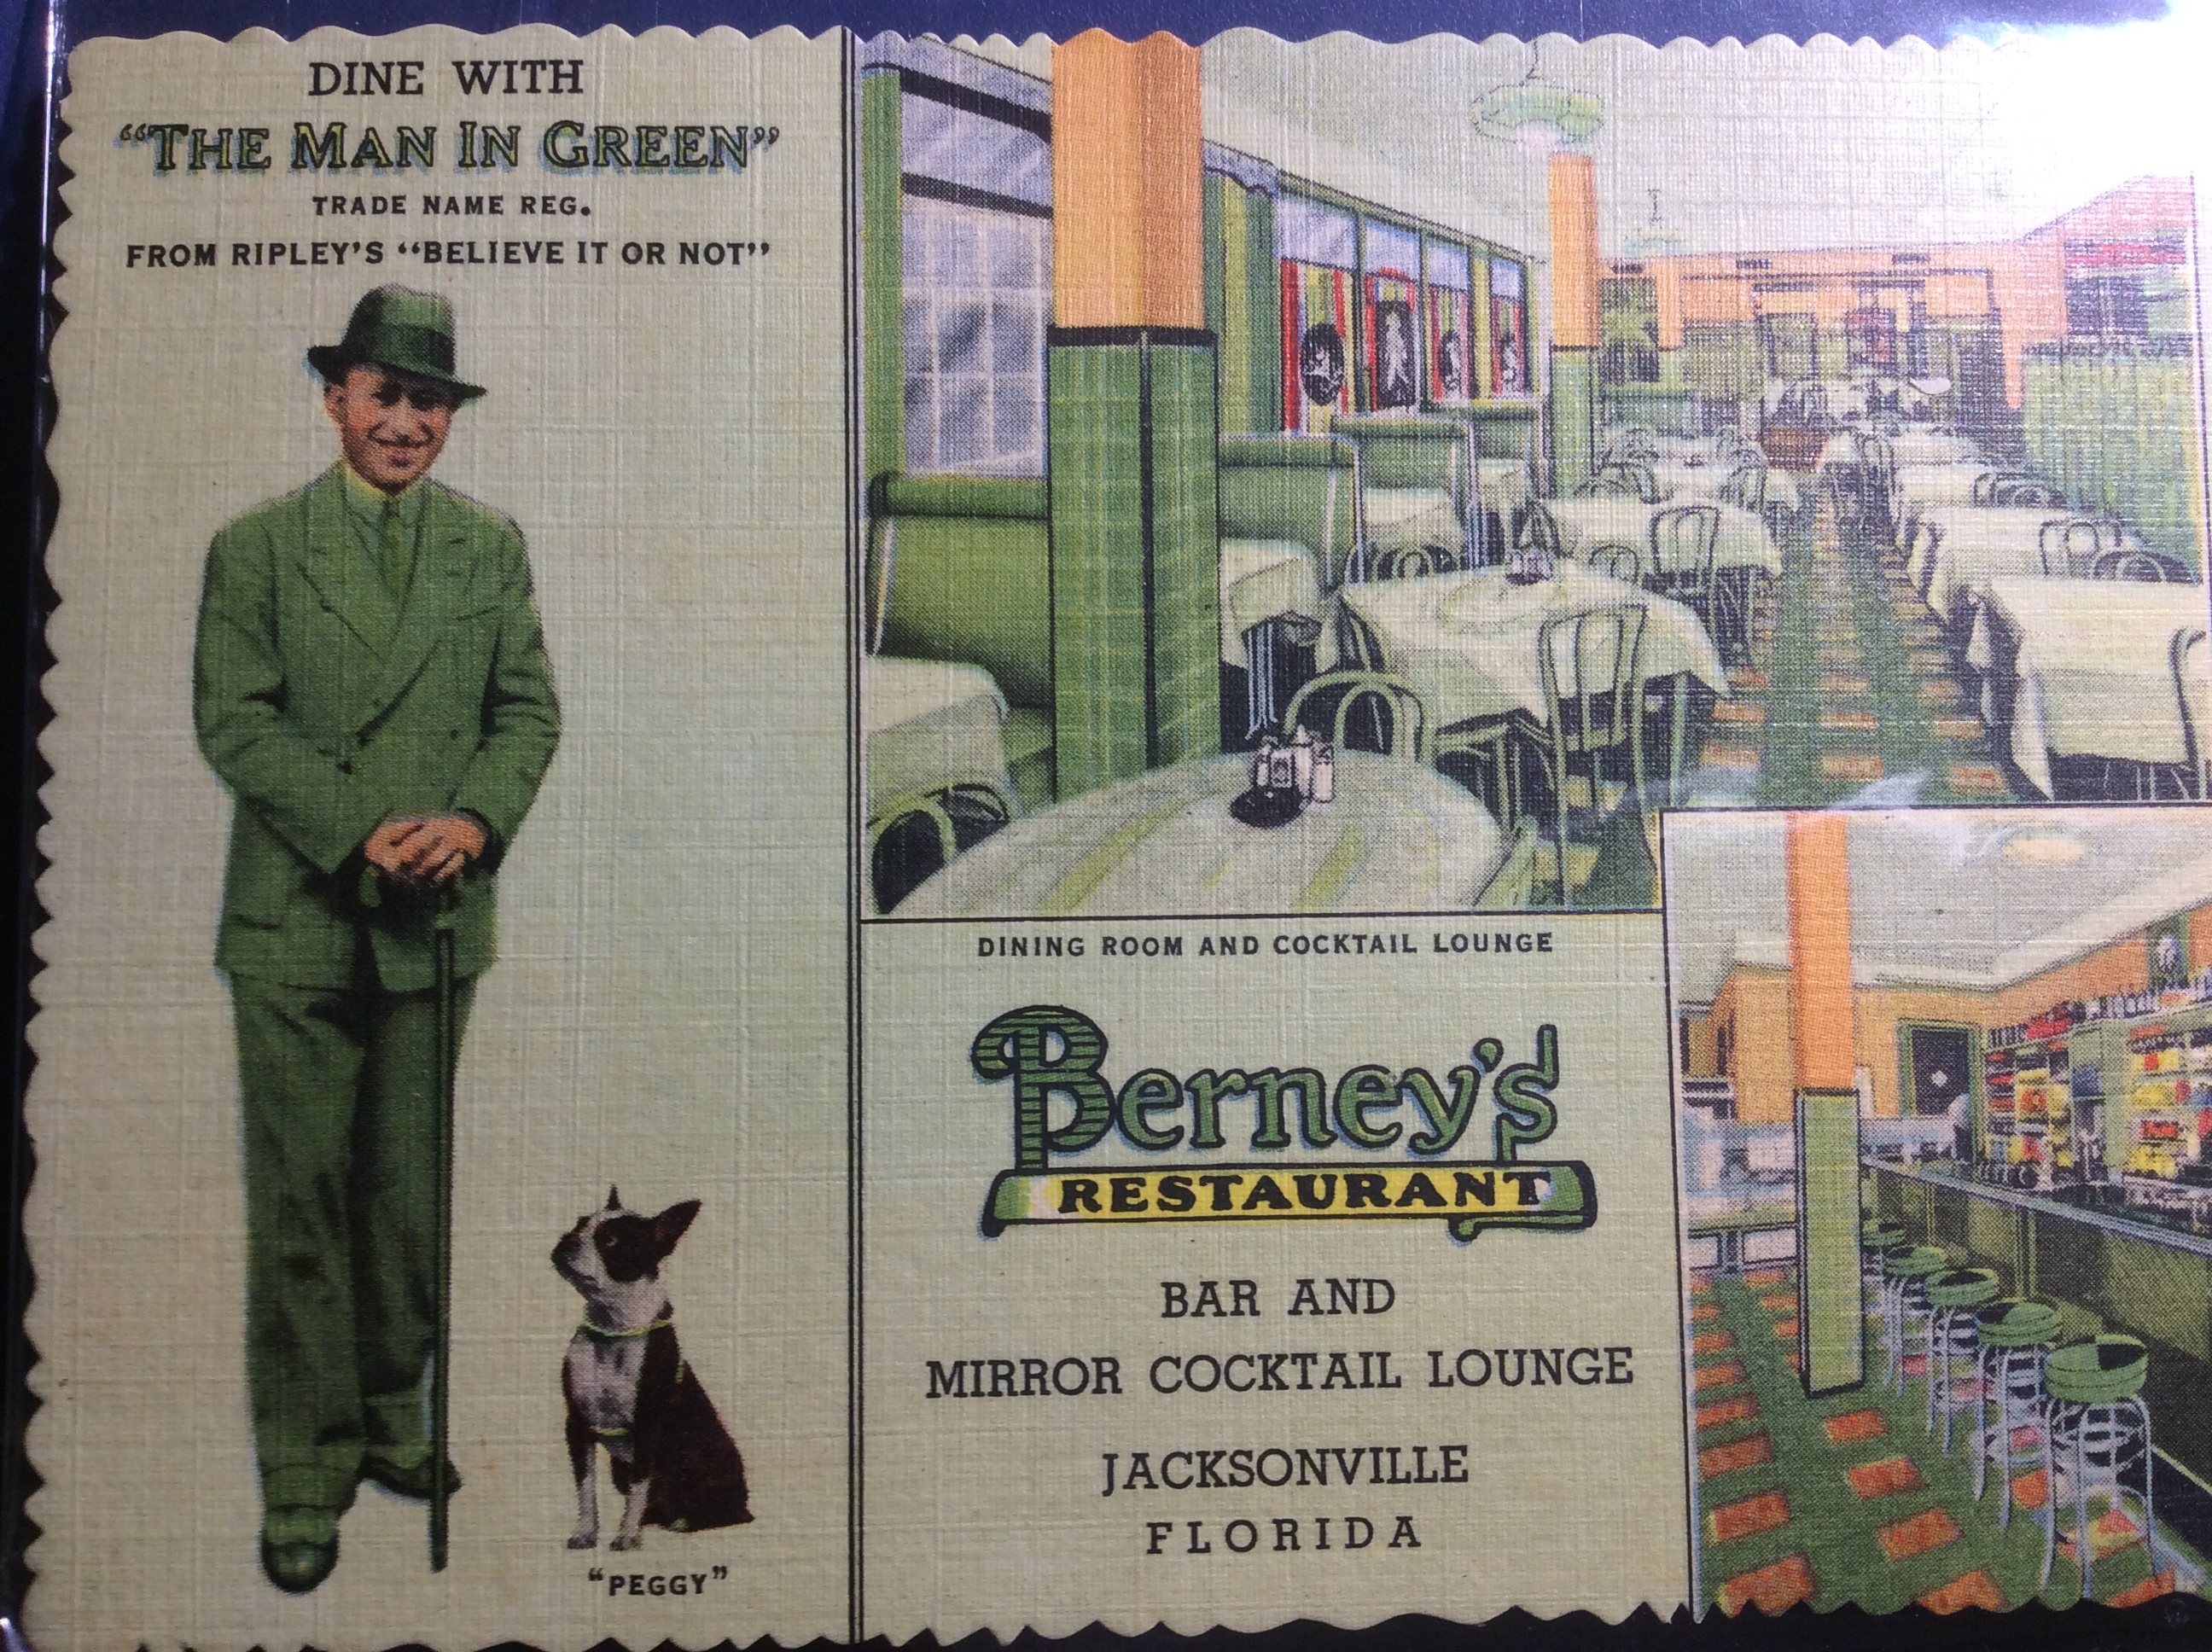 DINE WITH
“THE MAN IN GREEN”
TRADE NAME REG.
FROM RIPLEY'S “BELIEVE IT OR NOT”
“PEGGY”
DINING ROOM AND COCKTAIL LOUNGE
Berney's
RESTAURANT
BAR AND
MIRROR COCKTAIL LOUNGE
JACKSONVILLE
FLORIDA